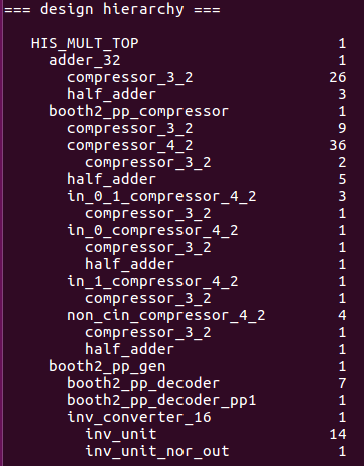 === design hierarchy ===
HIS_MULT_TOP 1
adder_32 1
compressor_3_2 26
half_adder 3
booth2_pp_compressor 1
compressor_3_2 9
compressor_4_2 36
compressor_3_2 2
half_adder 5
in_0_1_compressor_4_2 3
compressor_3_2 1
in_0_compressor_4_2 1
compressor_3_2 1
half_adder 1
in_1_compressor_4_2 1
compressor_3_2 1
non_cin_compressor_4_2 4
compressor_3_2 1
half_adder 1
booth2_pp_gen 1
booth2_pp_decoder 7
booth2_pp_decoder_pp1 1
inv_converter_16 1
inv_unit 14
inv_unit_nor_out 1